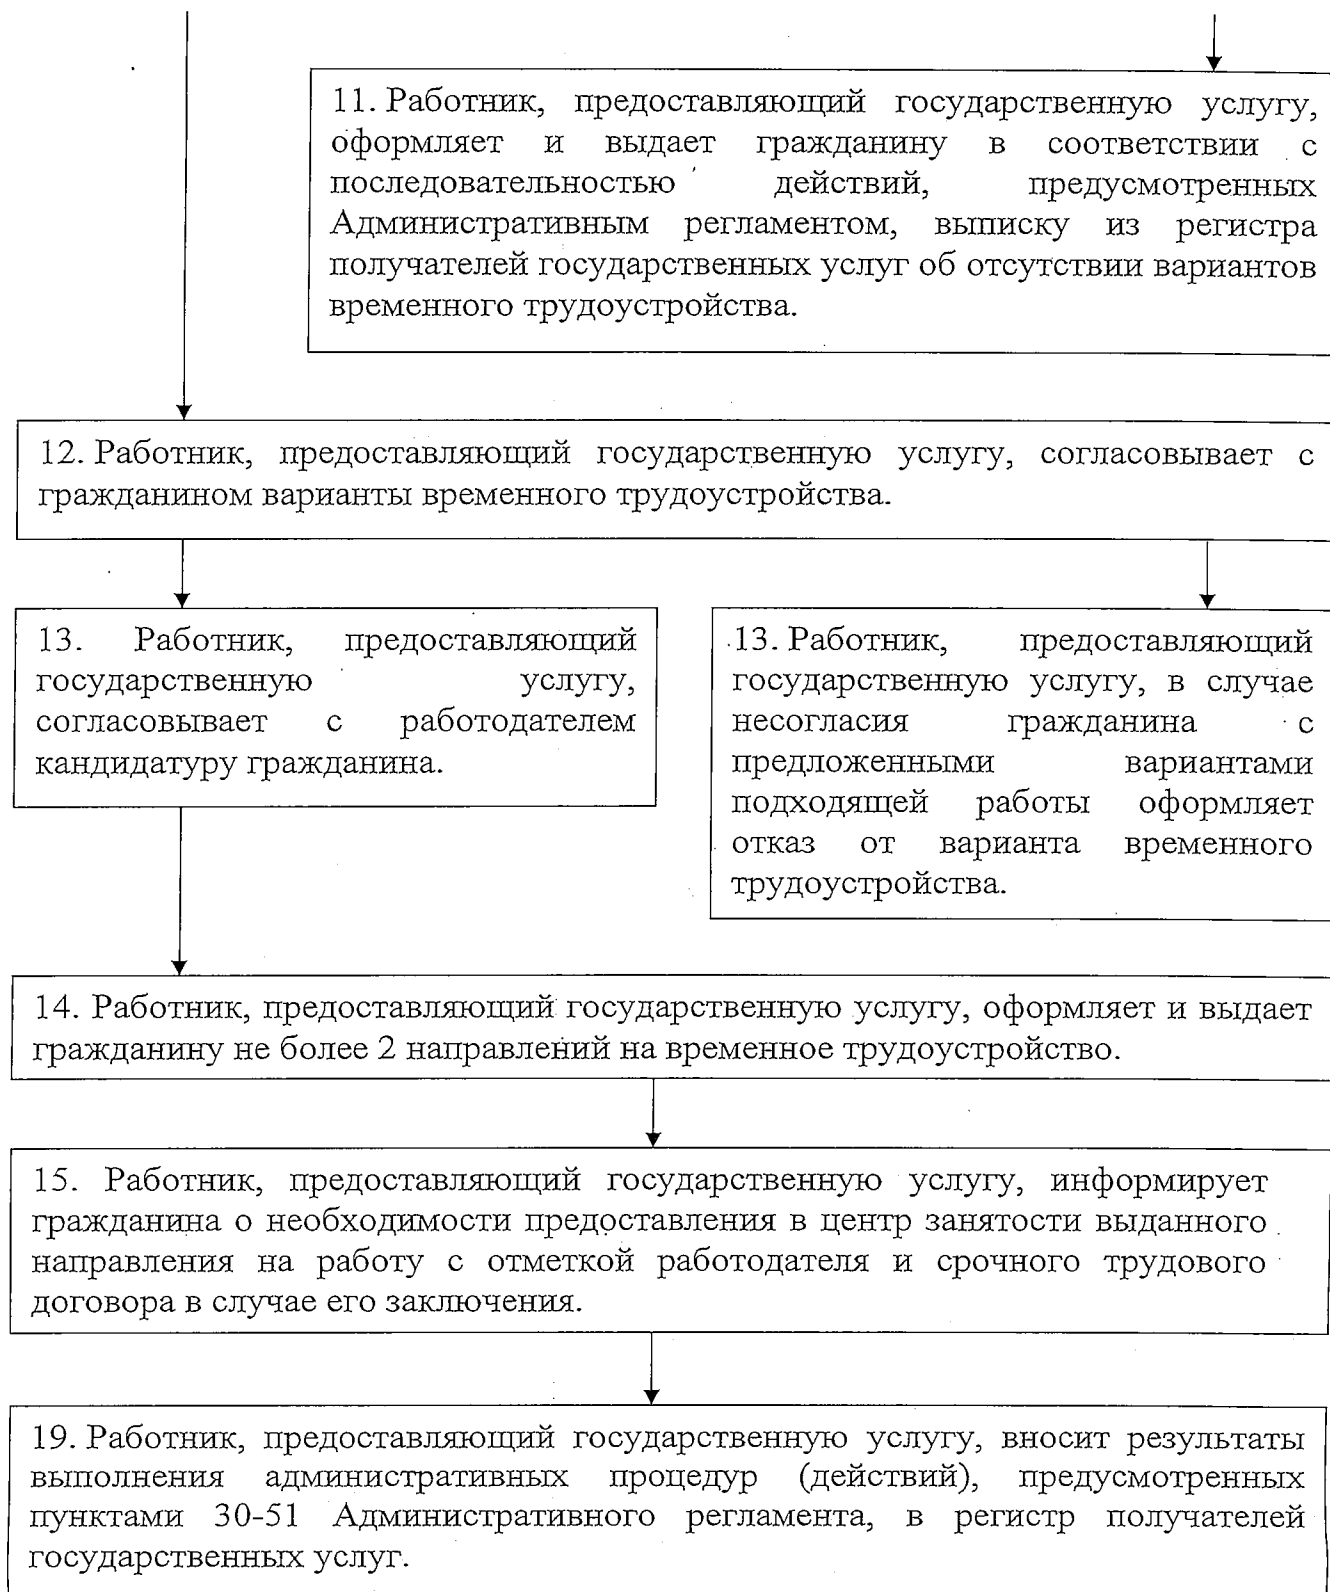 11. Работник, предоставляющий государственную услугу,
оформляет и выдает гражданину в соответствии с
последовательностью действий, предусмотренных
Административным регламентом, выписку из регистра
получателей государственных услуг об отсутствии вариантов
временного трудоустройства.
12. Работник, предоставляющий государственную услугу, согласовывает с
гражданином варианты временного трудоустройства.
13. Работник, предоставляющий
государственную услугу,
согласовывает с работодателем
кандидатуру гражданина.
13. Работник, предоставляющий
государственную услугу, в случае
несогласия гражданина с
предложенными вариантами
подходящей работы оформляет
отказ от варианта временного
трудоустройства.
14. Работник, предоставляющий государственную услугу, оформляет и выдает
гражданину не более 2 направлений на временное трудоустройство.
15. Работник, предоставляющий государственную услугу, информирует
гражданина о необходимости предоставления в центр занятости выданного
направления на работу с отметкой работодателя и срочного трудового
договора в случае его заключения.
19. Работник, предоставляющий государственную услугу, вносит результаты
выполнения административных процедур (действий), предусмотренных
пунктами 30-51 Административного регламента, в регистр получателей
государственных услуг.